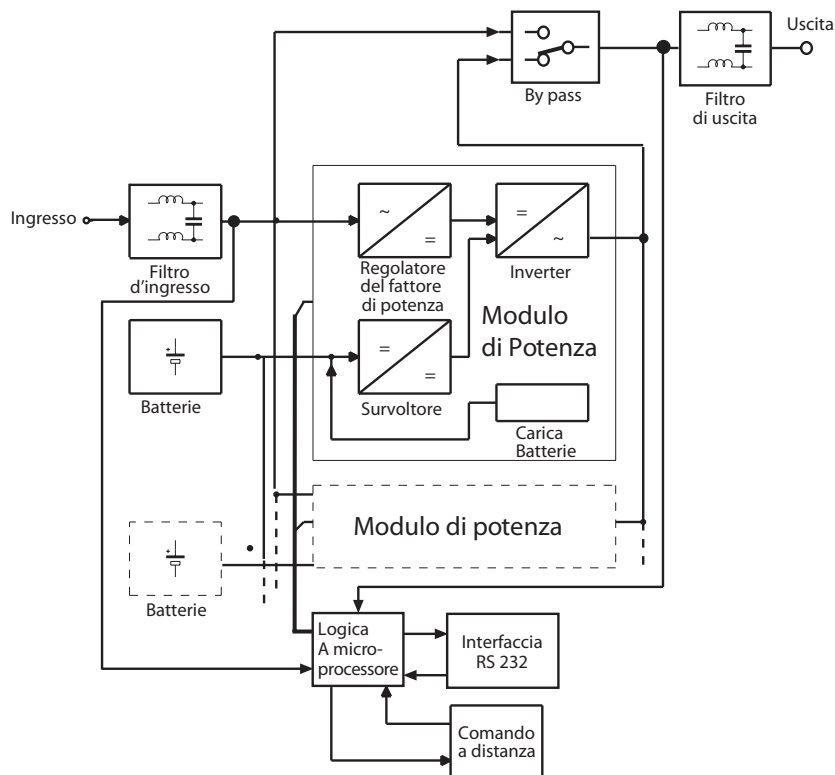 Uscita
By pass
Filtro
di uscita
Ingresso
Filtro
d'ingresso
~
=
Regolatore
del fattore
di potenza
=
~
Inverter
Modulo
di Potenza
+
Batterie
=
=
Survoltore
Carica
Batterie
Modulo di potenza
+
Batterie
Logica
A micro-
processore
Interfaccia
RS 232
Comando
a distanza